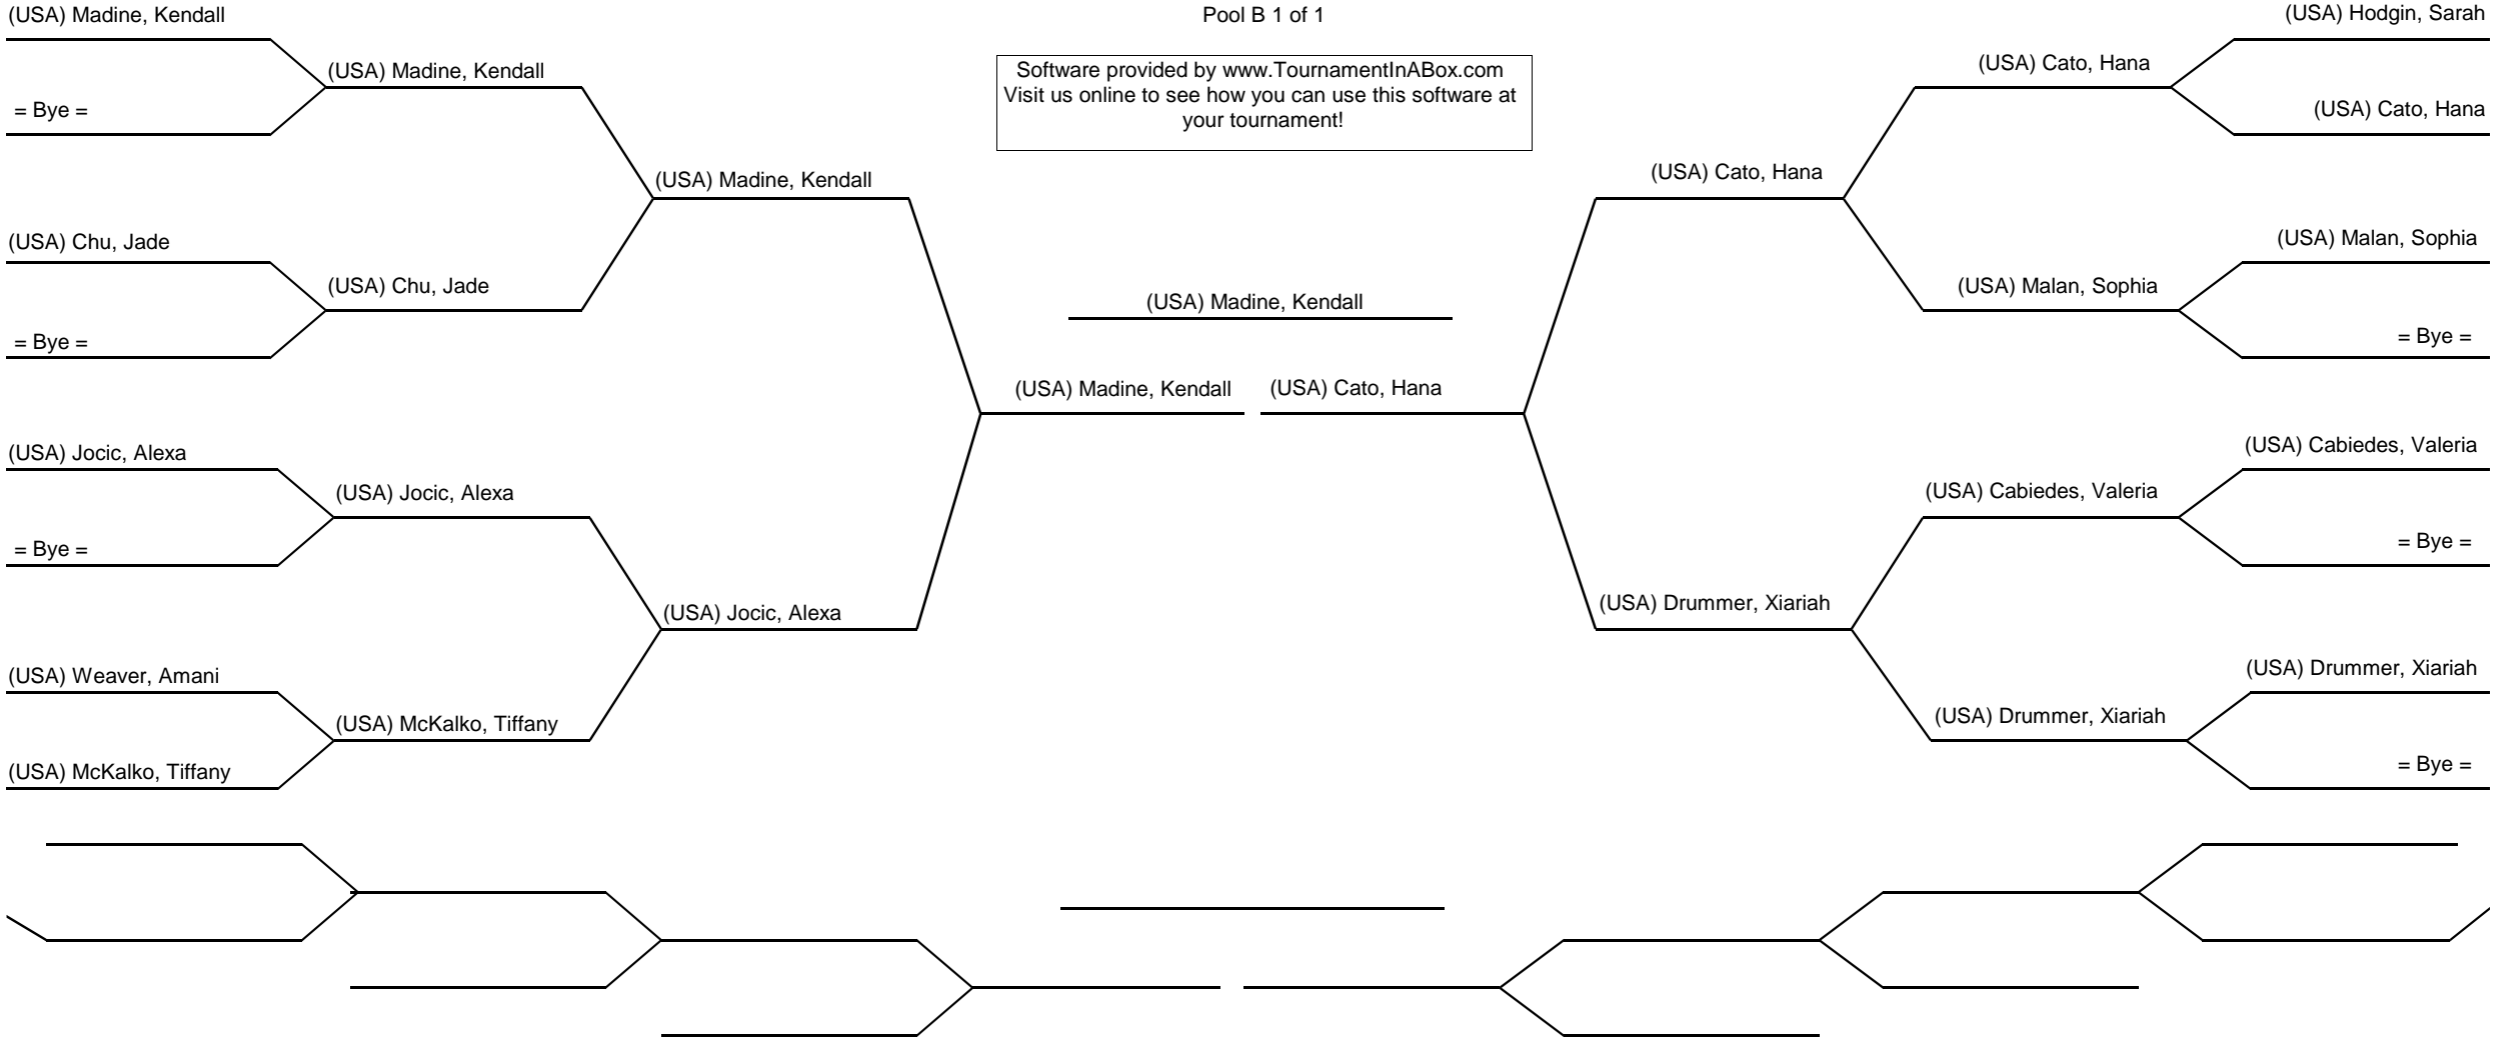 (USA) Madine, Kendall
Pool B 1 of 1
(USA) Hodgin, Sarah
(USA) Madine, Kendall
Software provided by www.TournamentInABox.com
Visit us online to see how you can use this software at
your tournament!
(USA) Cato, Hana
= Bye =
(USA) Cato, Hana
(USA) Madine, Kendall
(USA) Cato, Hana
(USA) Chu, Jade
(USA) Malan, Sophia
(USA) Chu, Jade
(USA) Madine, Kendall
(USA) Malan, Sophia
= Bye =
= Bye =
(USA) Madine, Kendall
(USA) Cato, Hana
(USA) Jocic, Alexa
(USA) Cabiedes, Valeria
(USA) Jocic, Alexa
(USA) Cabiedes, Valeria
= Bye =
= Bye =
(USA) Jocic, Alexa
(USA) Drummer, Xiariah
(USA) Weaver, Amani
(USA) Drummer, Xiariah
(USA) McKalko, Tiffany
(USA) Drummer, Xiariah
(USA) McKalko, Tiffany
= Bye =